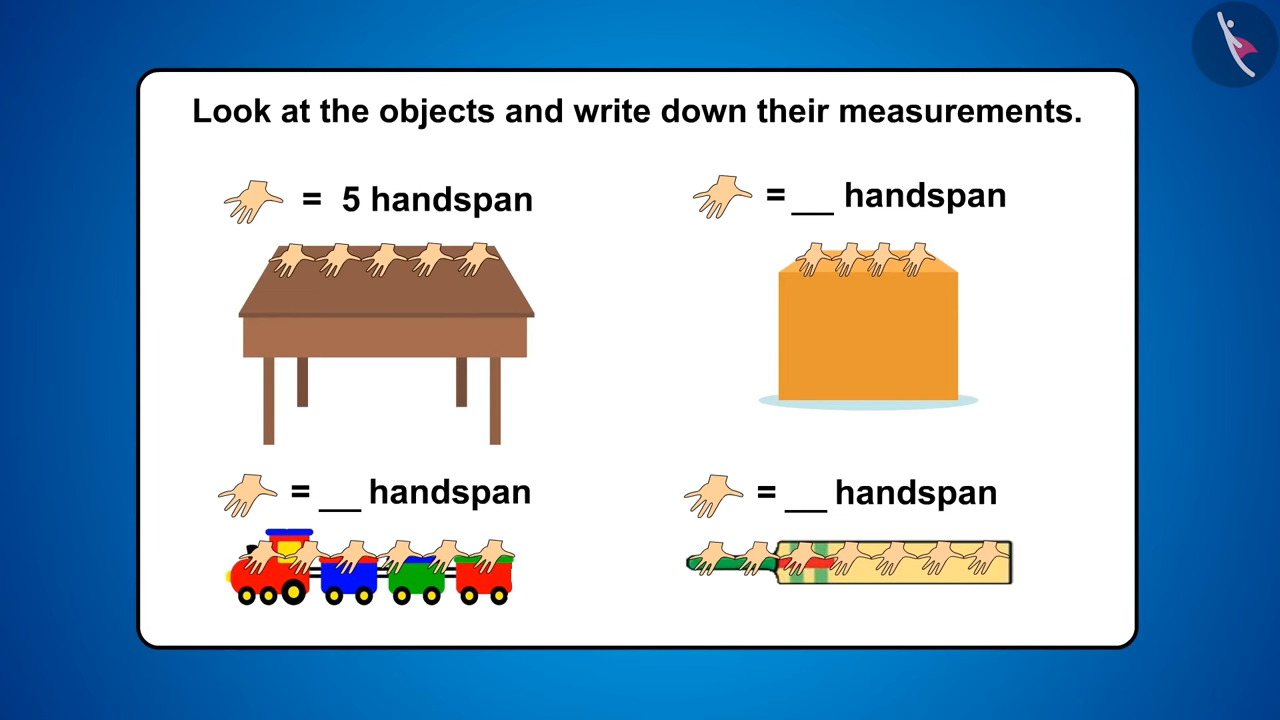 Look at the objects and write down their measurements.
= 5 handspan
= __ handspan
= __ handspan
= __ handspan